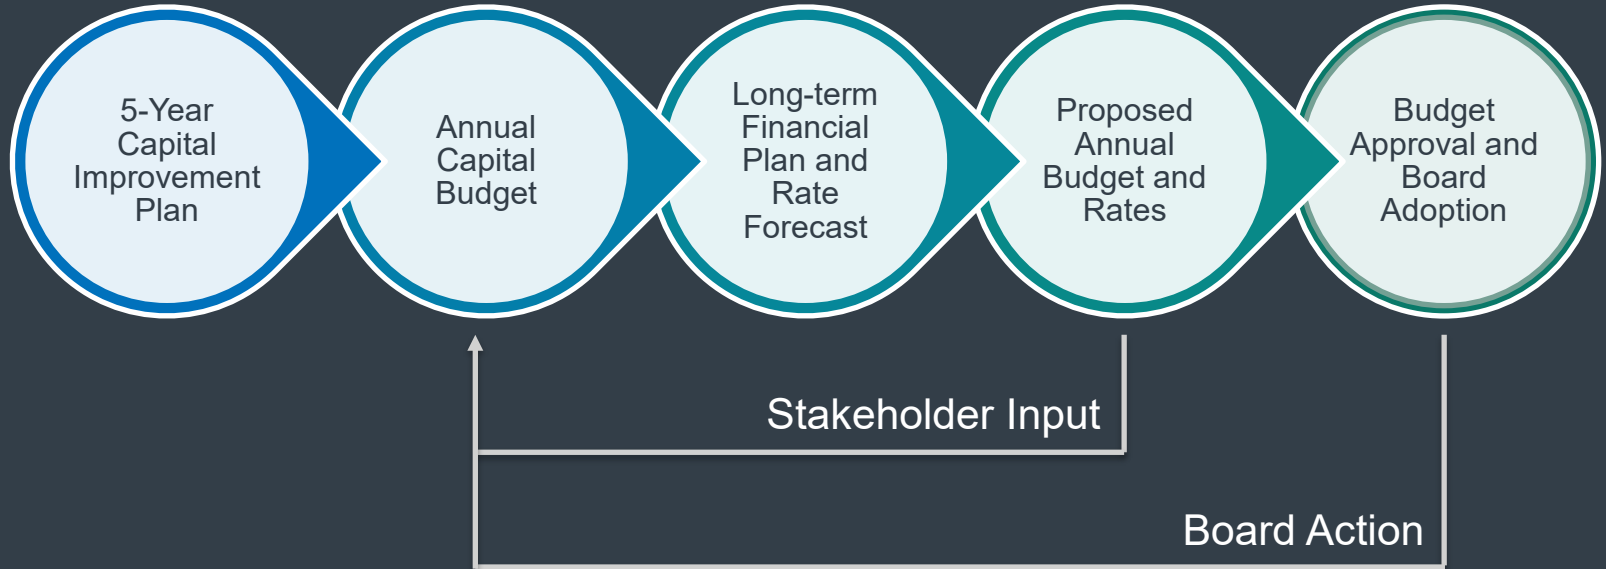 5-Year
Capital
Improvement
Plan
Annual
Capital
Budget
Long-term
Financial
Plan and
Rate
Forecast
Proposed
Annual
Budget and
Rates
Budget
Approval and
Board
Adoption
Stakeholder Input
Board Action